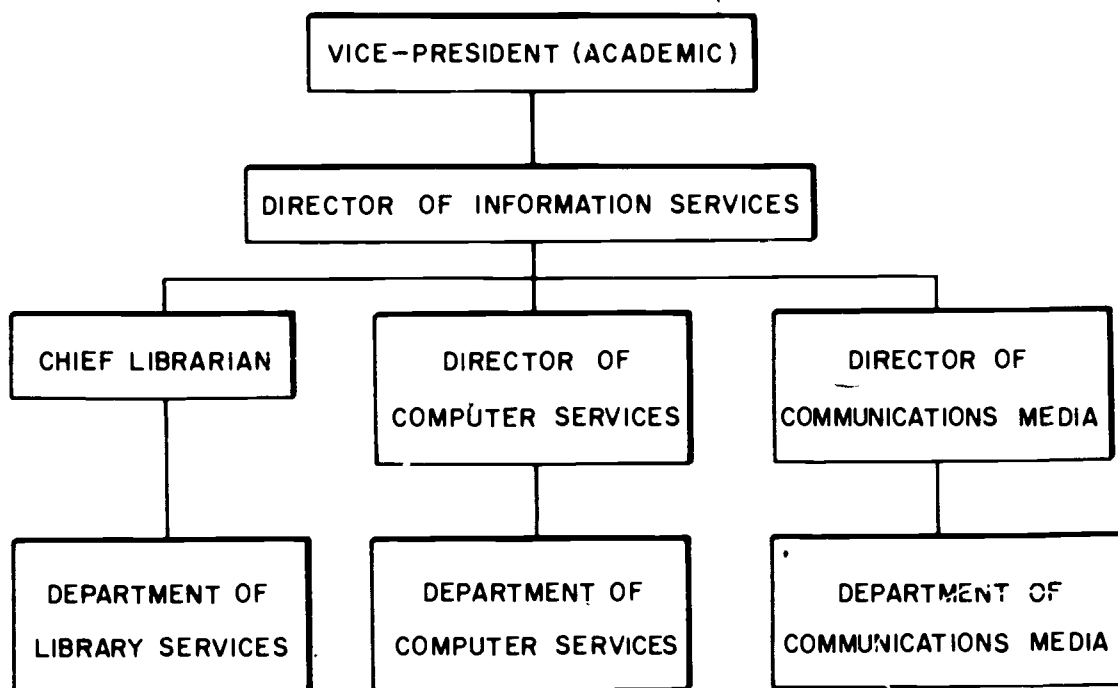 VICE-PRESIDENT (ACADEMIC)
DIRECTOR OF INFORMATION SERVICES
CHIEF LIBRARIAN
DIRECTOR OF
COMPUTER SERVICES
DIRECTOR OF
COMMUNICATIONS MEDIA
DEPARTMENT OF
LIBRARY SERVICES
DEPARTMENT OF
COMPUTER SERVICES
DEPARTMENT OF
COMMUNICATIONS MEDIA